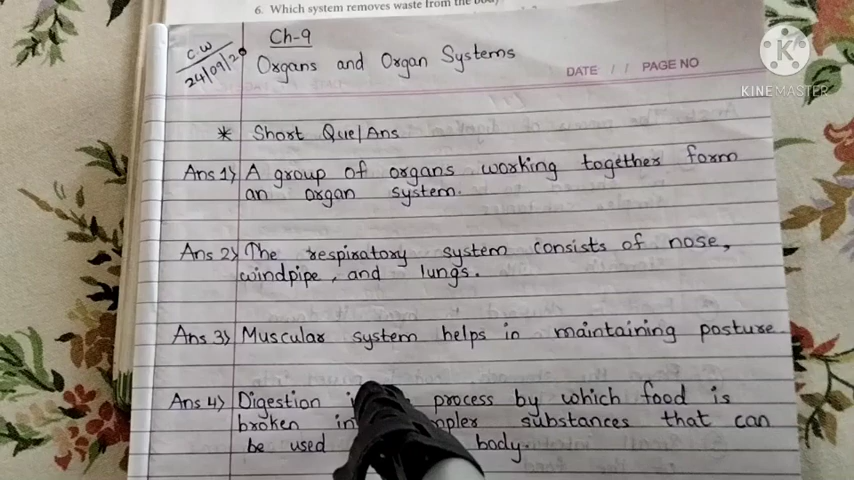 6. Which system removes waste from the
Ch-9
C.W
24/09/20
Organs and Organ Systems
DATE / / PAGE NO
KINEMASTER
* Short Que/Ans
Ans 1) A group of organs working together form
an organ system.
Ans 2) The respiratory system consists of nose,
windpipe, and lungs.
Ans 3) Muscular system helps in maintaining posture
Ans 4) Digestion process by which food is
broken substances that can
be used body.